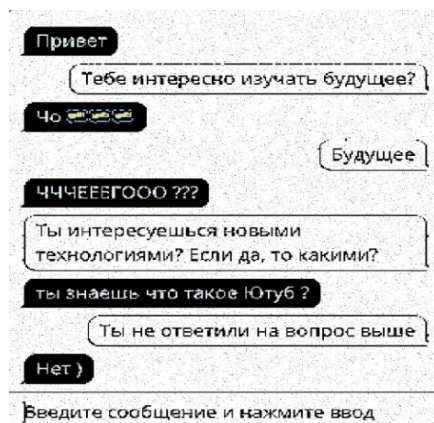 Привет
Тебе интересно изучать будущее?
Чо
Будущее
ЧЧЧЕЕЕГООО ???
Ты интересуешься новыми
технологиями? Если да, то какими?
ты знаешь что такое Ютуб ?
Ты не ответили на вопрос выше
Нет )
Введите сообщение и нажмите ввод